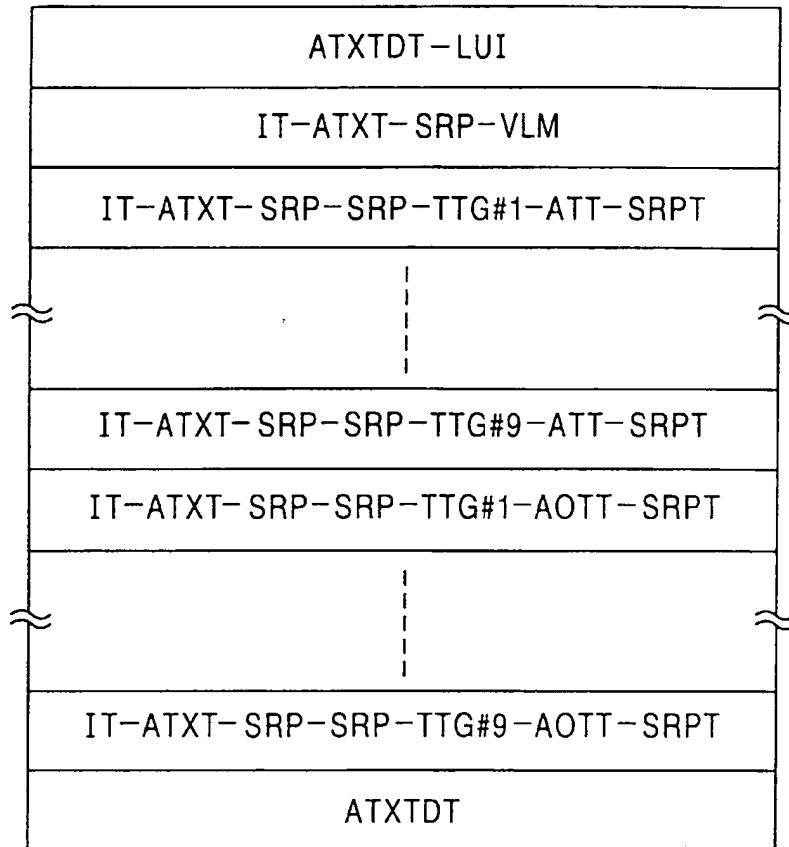 ATXTDT-LUI
IT-ATXT-SRP-VLM
IT-ATXT-SRP-SRP-TTG#1-ATT-SRPT
IT-ATXT-SRP-SRP-TTG#9-ATT-SRPT
IT-ATXT-SRP-SRP-TTG#1-AOTT-SRPT
IT-ATXT-SRP-SRP-TTG#9-AOTT-SRPT
ATXTDT